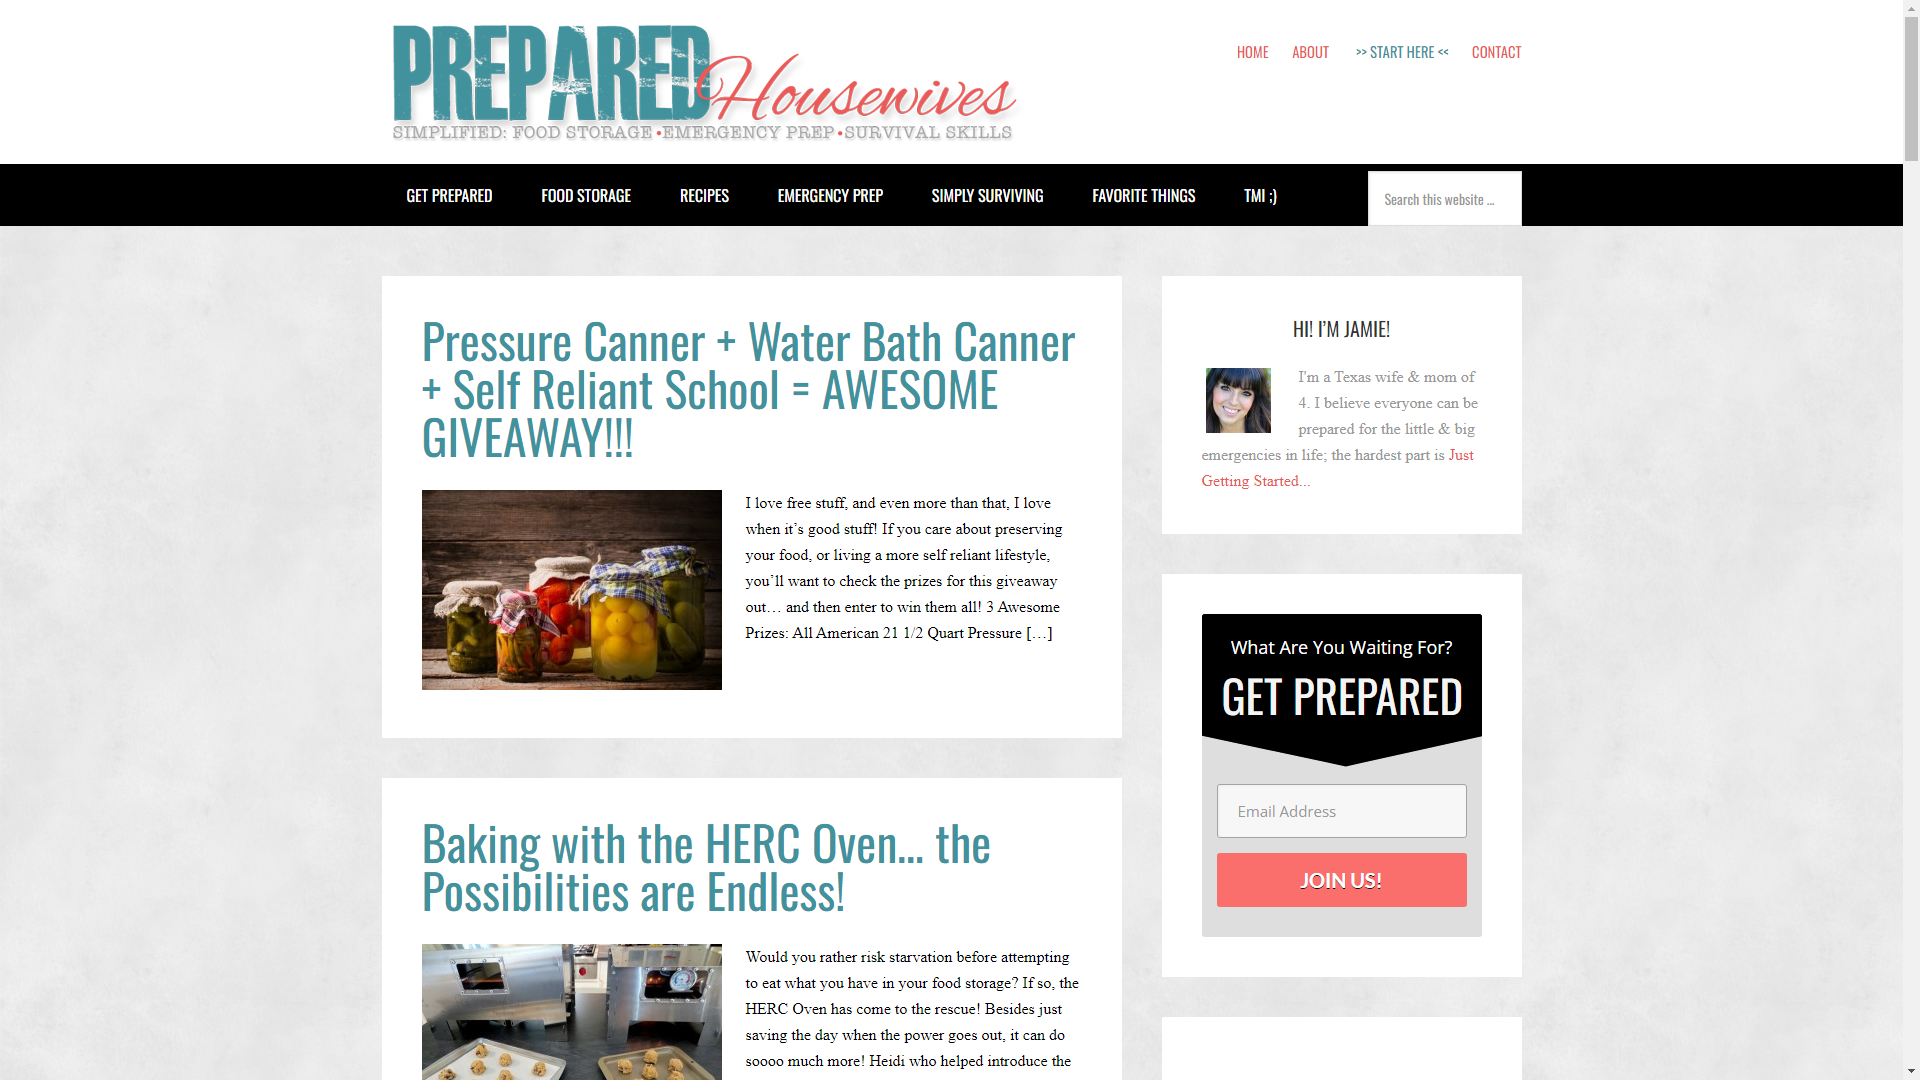 PREPARED Housewives
SIMPLIFIED: FOOD STORAGE • EMERGENCY PREP • SURVIVAL SKILLS
HOME ABOUT >> START HERE << CONTACT
GET PREPARED FOOD STORAGE RECIPES EMERGENCY PREP SIMPLY SURVIVING FAVORITE THINGS TMI ;)
Search this website ...
Pressure Canner + Water Bath Canner
+ Self Reliant School = AWESOME
GIVEAWAY!!!
I love free stuff, and even more than that, I love
when it’s good stuff! If you care about preserving
your food, or living a more self reliant lifestyle,
you’ll want to check the prizes for this giveaway
out… and then enter to win them all! 3 Awesome
Prizes: All American 21 1/2 Quart Pressure […]
Baking with the HERC Oven… the
Possibilities are Endless!
Would you rather risk starvation before attempting
to eat what you have in your food storage? If so, the
HERC Oven has come to the rescue! Besides just
saving the day when the power goes out, it can do
soooo much more! Heidi who helped introduce the
HI! I’M JAMIE!
I'm a Texas wife & mom of
4. I believe everyone can be
prepared for the little & big
emergencies in life; the hardest part is Just
Getting Started...
What Are You Waiting For?
GET PREPARED
Email Address
JOIN US!